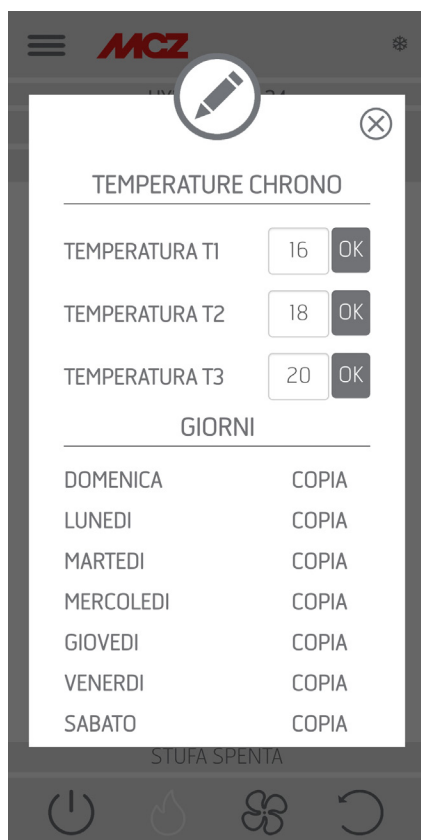 MCZ
TEMPERATURE CHRONO
TEMPERATURA T1 16 OK
TEMPERATURA T2 18 OK
TEMPERATURA T3 20 OK
GIORNI
DOMENICA COPIA
LUNEDI COPIA
MARTEDI COPIA
MERCOLEDI COPIA
GIOVEDI COPIA
VENERDI COPIA
SABATO COPIA
STUFA SPENTA